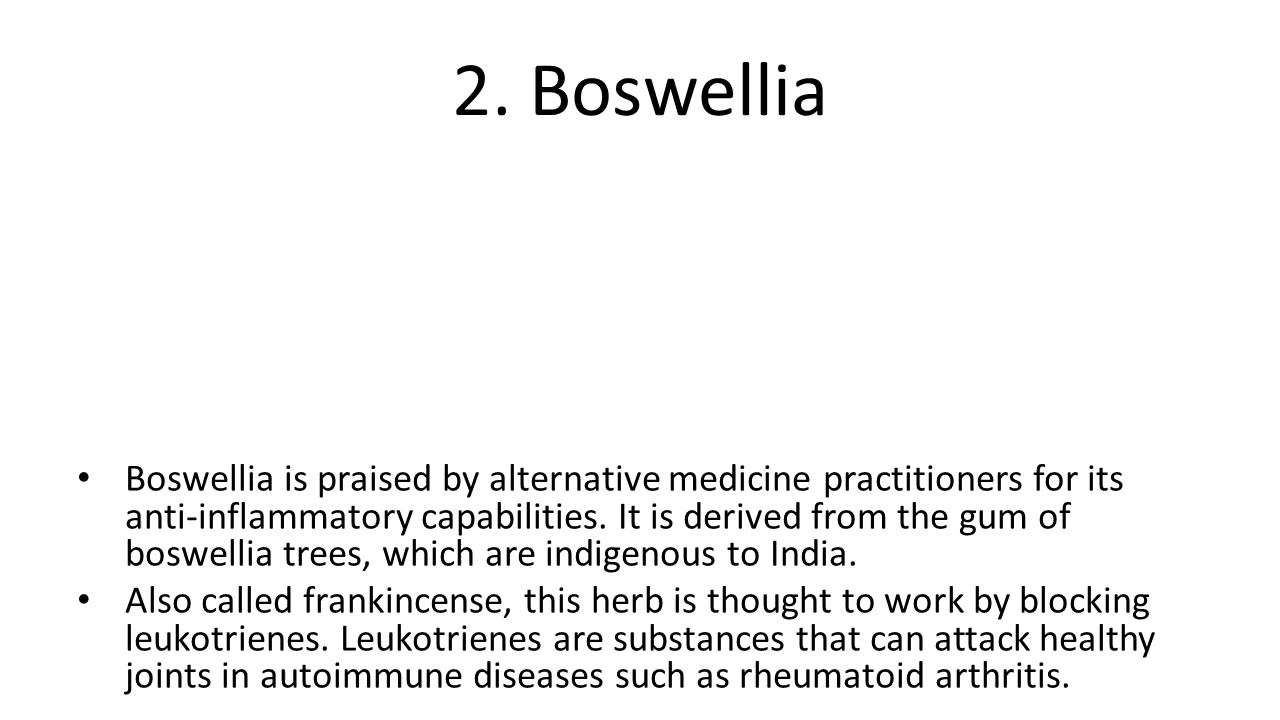 2. Boswellia
• Boswellia is praised by alternative medicine practitioners for its
anti-inflammatory capabilities. It is derived from the gum of
boswellia trees, which are indigenous to India.
• Also called frankincense, this herb is thought to work by blocking
leukotrienes. Leukotrienes are substances that can attack healthy
joints in autoimmune diseases such as rheumatoid arthritis.